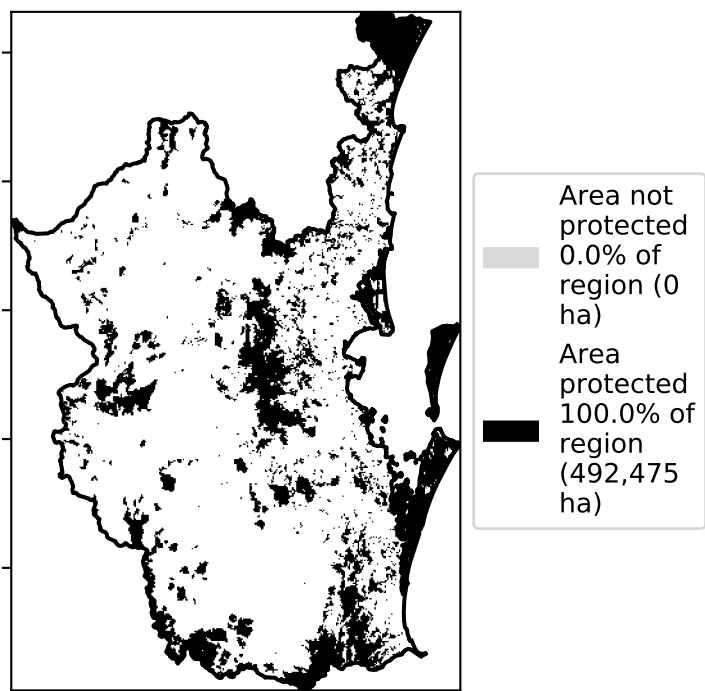 Area not
protected
0.0% of
region (0
ha)
Area
protected
100.0% of
region
(492,475
ha)